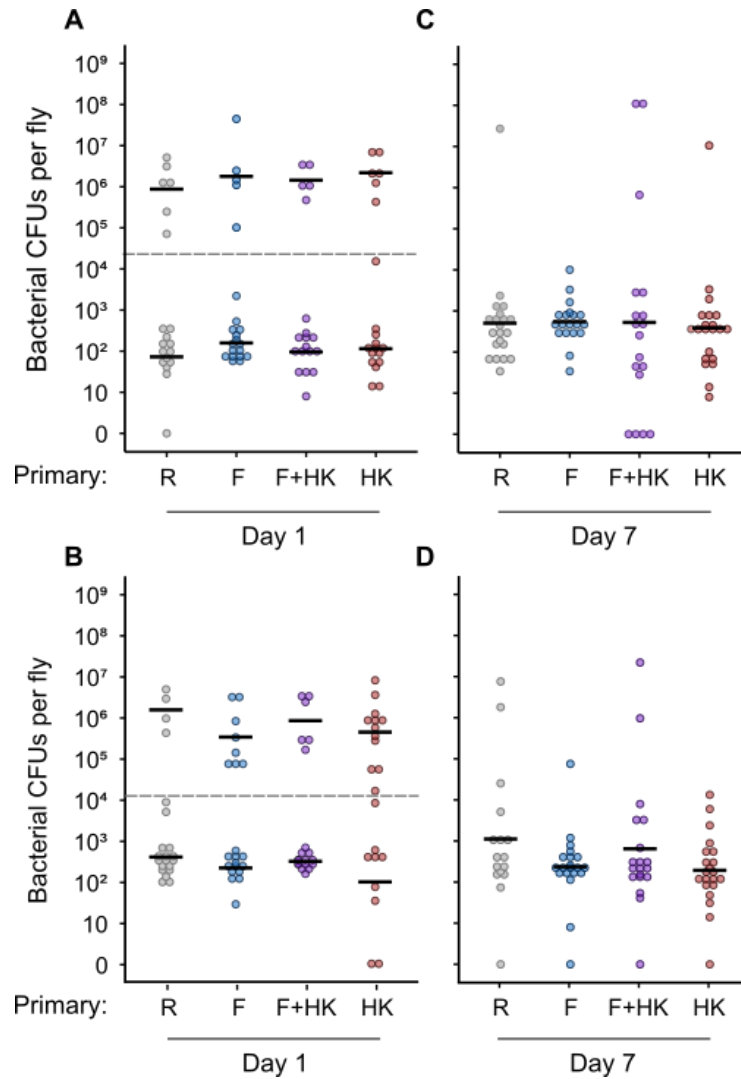 A
Bacterial CFUs per fly
10⁹
10⁸
10⁷
10⁶
10⁵
10⁴
10³
10²
10
0
Primary: R F F+HK HK
Day 1
C
R F F+HK HK
Day 7
B
Bacterial CFUs per fly
10⁹
10⁸
10⁷
10⁶
10⁵
10⁴
10³
10²
10
0
Primary: R F F+HK HK
Day 1
D
R F F+HK HK
Day 7